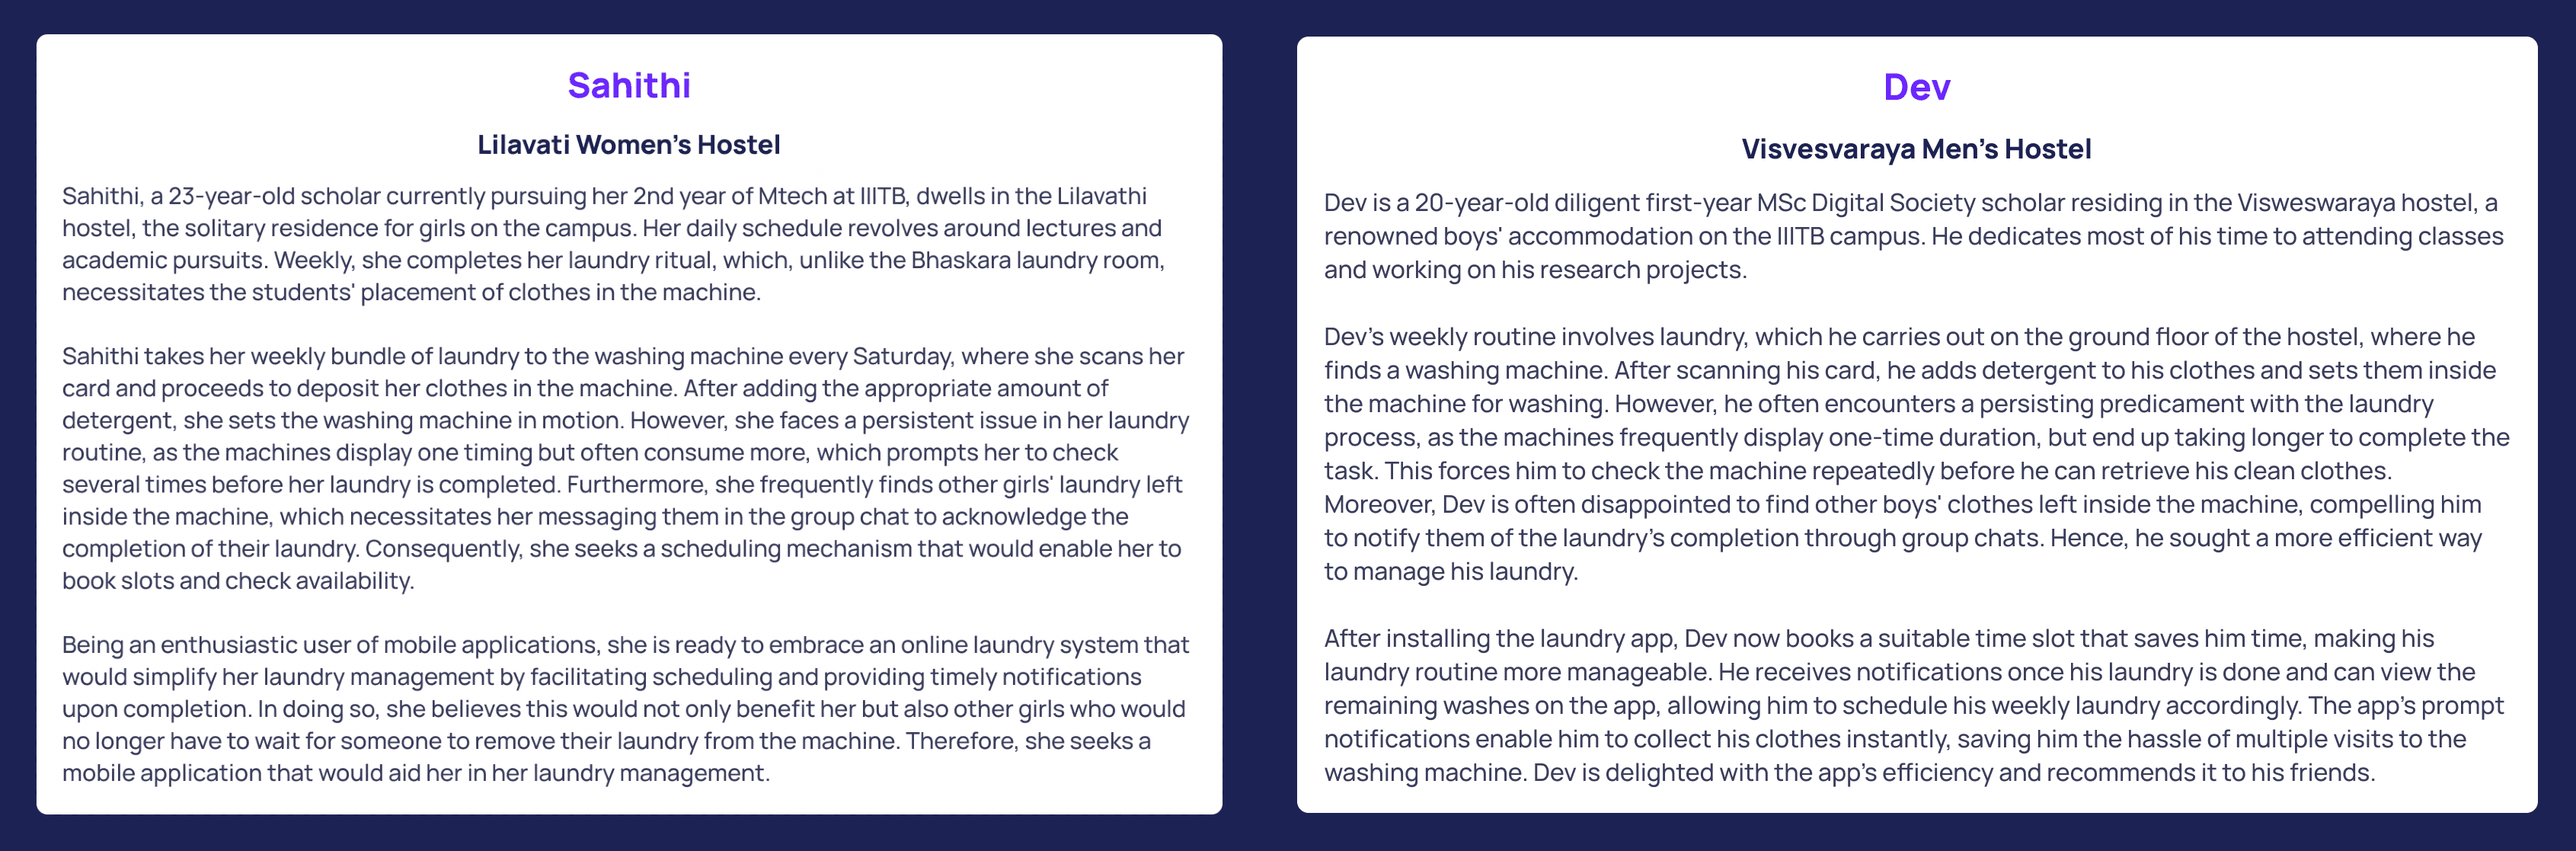 Sahithi
Lilavati Women's Hostel
Sahithi, a 23-year-old scholar currently pursuing her 2nd year of Mtech at IIITB, dwells in the Lilavathi
hostel, the solitary residence for girls on the campus. Her daily schedule revolves around lectures and
academic pursuits. Weekly, she completes her laundry ritual, which, unlike the Bhaskara laundry room,
necessitates the students' placement of clothes in the machine.
Sahithi takes her weekly bundle of laundry to the washing machine every Saturday, where she scans her
card and proceeds to deposit her clothes in the machine. After adding the appropriate amount of
detergent, she sets the washing machine in motion. However, she faces a persistent issue in her laundry
routine, as the machines display one timing but often consume more, which prompts her to check
several times before her laundry is completed. Furthermore, she frequently finds other girls' laundry left
inside the machine, which necessitates her messaging them in the group chat to acknowledge the
completion of their laundry. Consequently, she seeks a scheduling mechanism that would enable her to
book slots and check availability.
Being an enthusiastic user of mobile applications, she is ready to embrace an online laundry system that
would simplify her laundry management by facilitating scheduling and providing timely notifications
upon completion. In doing so, she believes this would not only benefit her but also other girls who would
no longer have to wait for someone to remove their laundry from the machine. Therefore, she seeks a
mobile application that would aid her in her laundry management.
Dev
Visvesvaraya Men's Hostel
Dev is a 20-year-old diligent first-year MSc Digital Society scholar residing in the Visweswaraya hostel, a
renowned boys' accommodation on the IIITB campus. He dedicates most of his time to attending classes
and working on his research projects.
Dev's weekly routine involves laundry, which he carries out on the ground floor of the hostel, where he
finds a washing machine. After scanning his card, he adds detergent to his clothes and sets them inside
the machine for washing. However, he often encounters a persisting predicament with the laundry
process, as the machines frequently display one-time duration, but end up taking longer to complete the
task. This forces him to check the machine repeatedly before he can retrieve his clean clothes.
Moreover, Dev is often disappointed to find other boys' clothes left inside the machine, compelling him
to notify them of the laundry's completion through group chats. Hence, he sought a more efficient way
to manage his laundry.
After installing the laundry app, Dev now books a suitable time slot that saves him time, making his
laundry routine more manageable. He receives notifications once his laundry is done and can view the
remaining washes on the app, allowing him to schedule his weekly laundry accordingly. The app's prompt
notifications enable him to collect his clothes instantly, saving him the hassle of multiple visits to the
washing machine. Dev is delighted with the app's efficiency and recommends it to his friends.